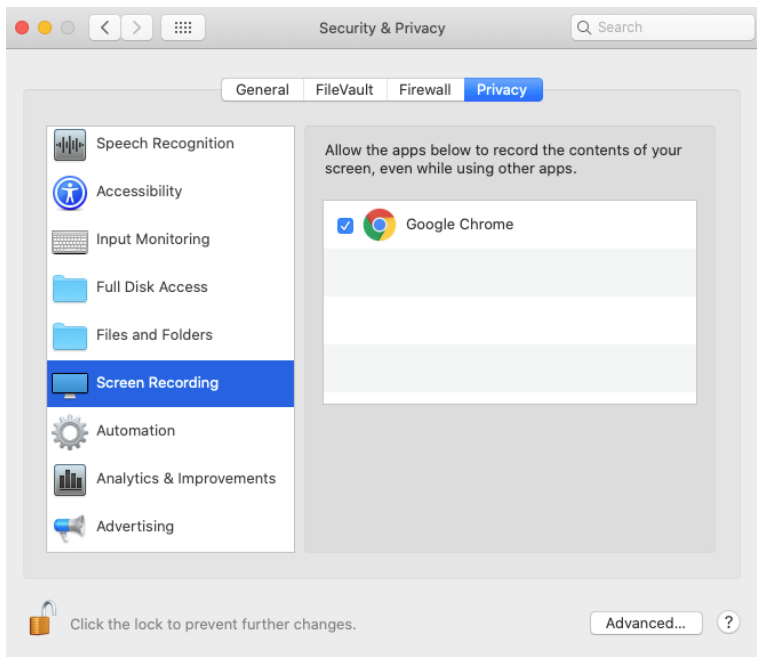 Security & Privacy
Search
General FileVault Firewall Privacy
Speech Recognition
Accessibility
Input Monitoring
Full Disk Access
Files and Folders
Screen Recording
Automation
Analytics & Improvements
Advertising
Allow the apps below to record the contents of your
screen, even while using other apps.
Google Chrome
Click the lock to prevent further changes.
Advanced...
?